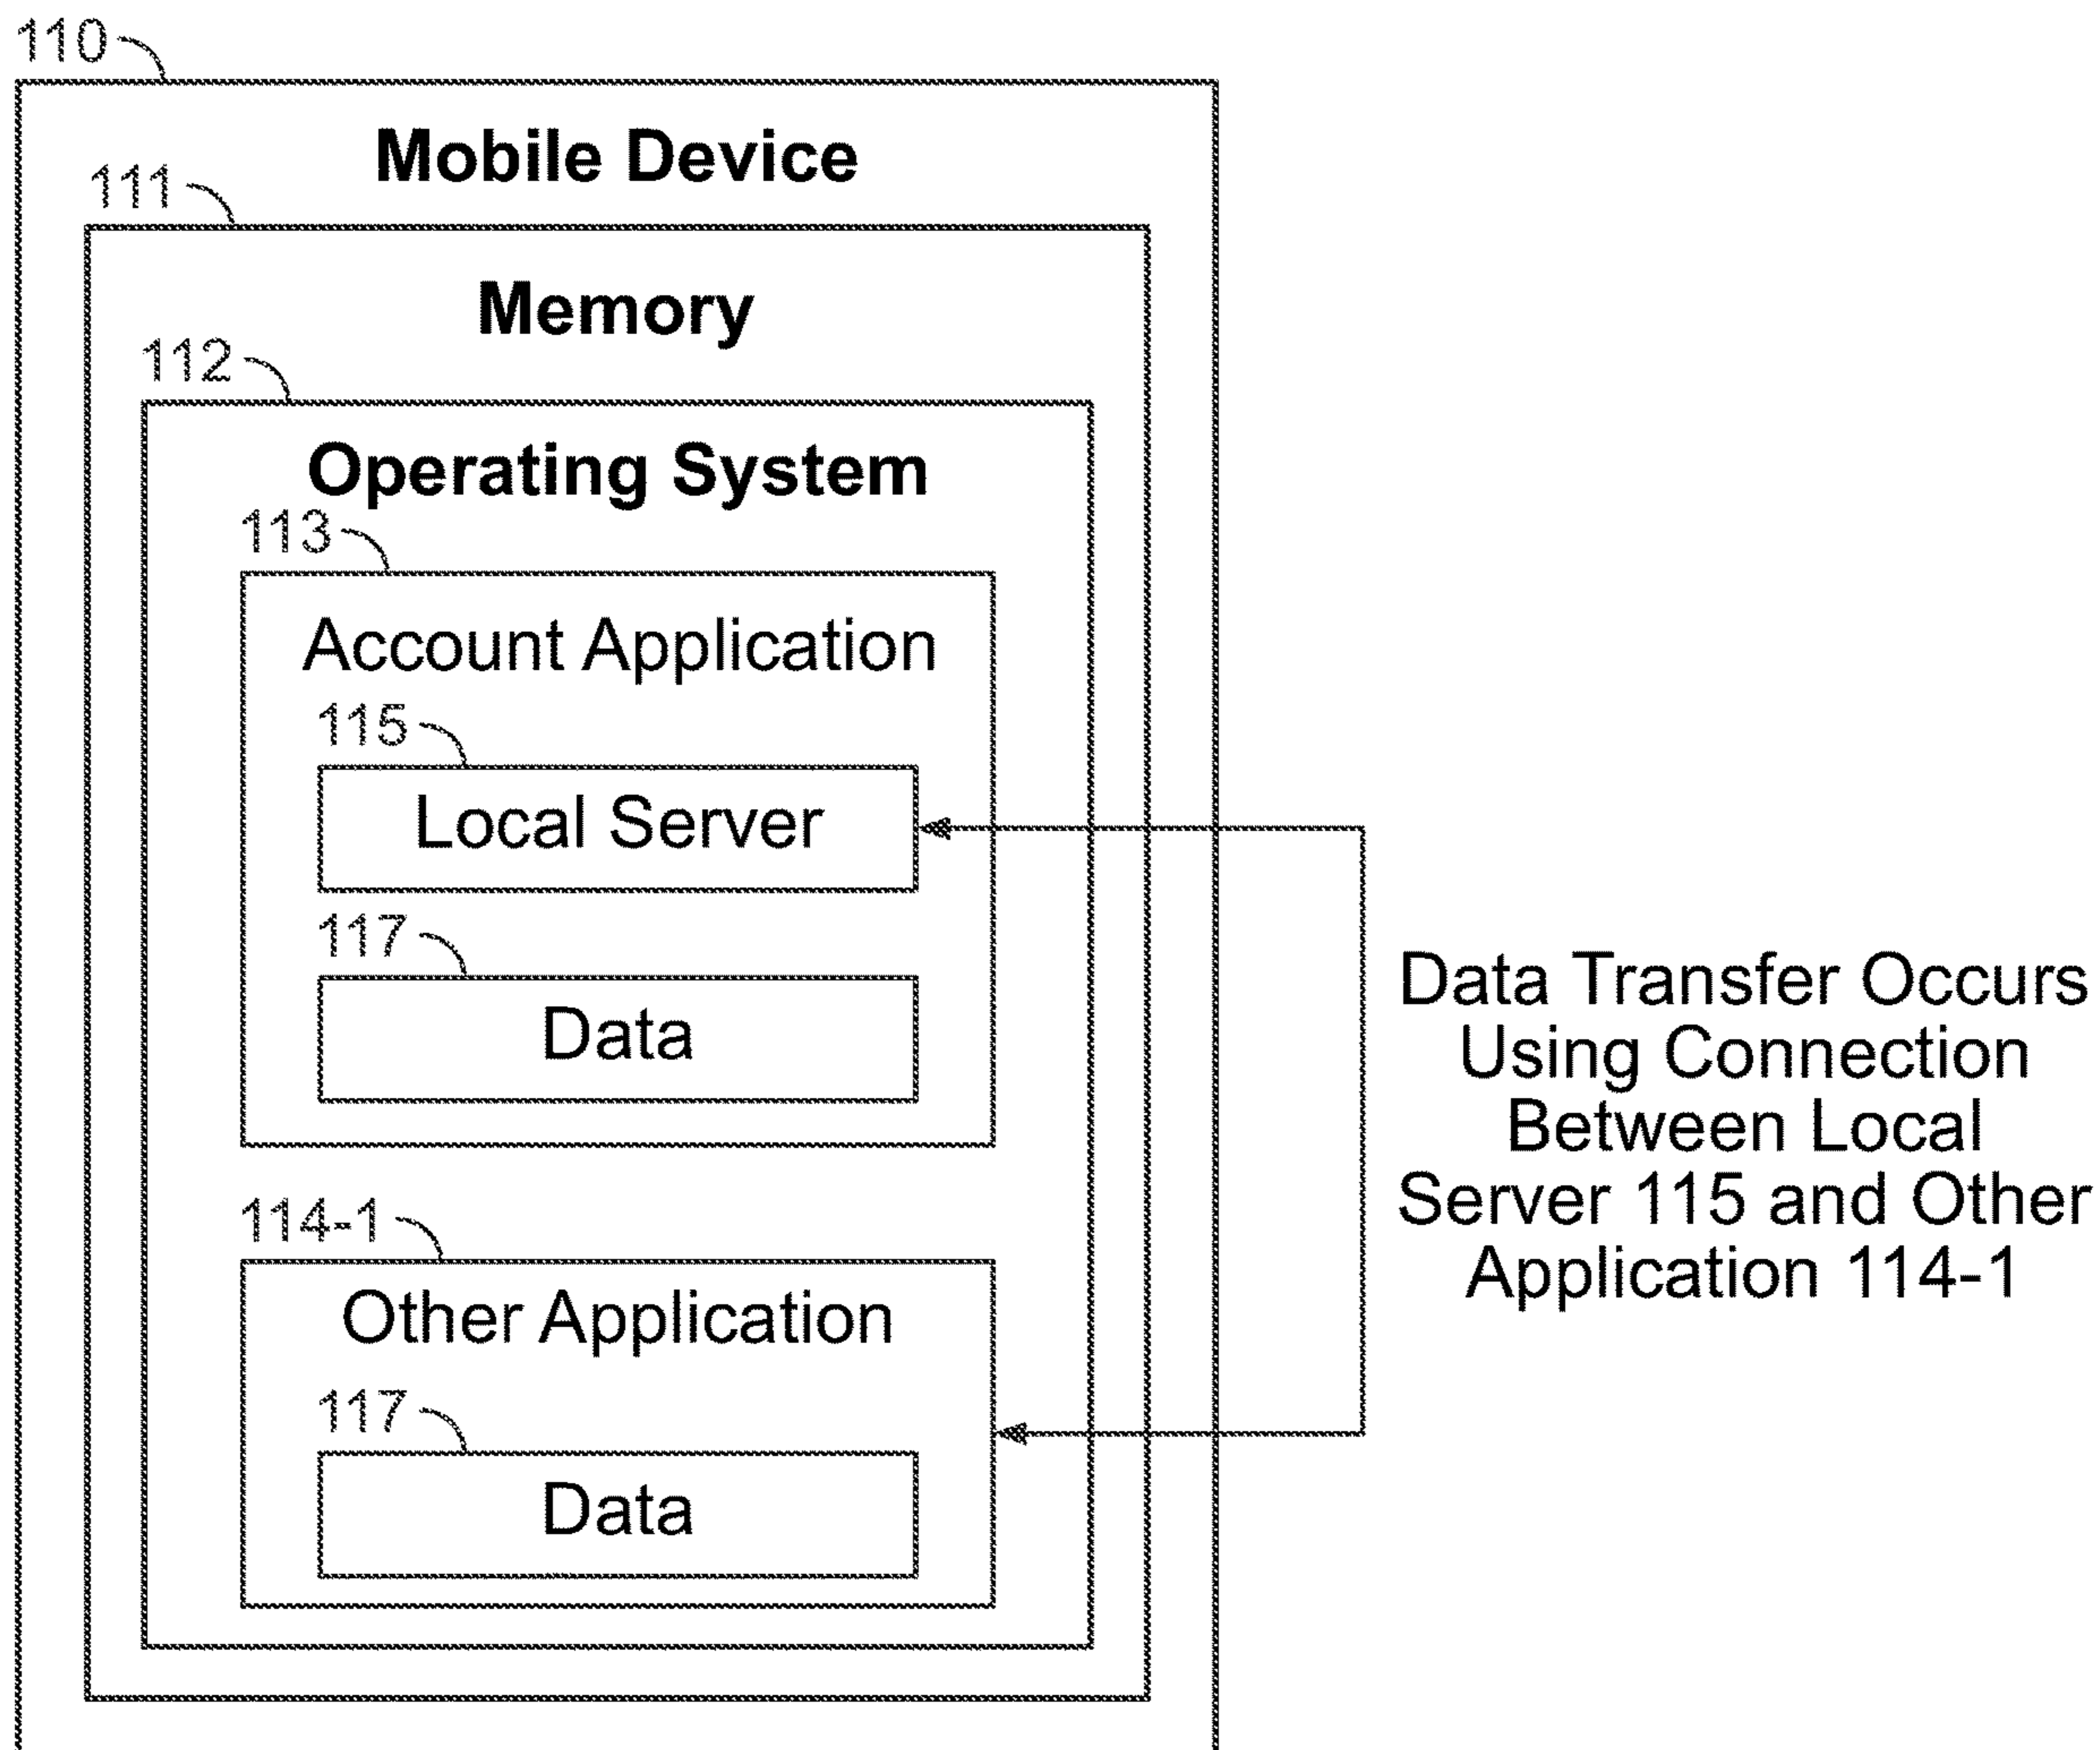 110
Mobile Device
111
Memory
112
Operating System
113
Account Application
115
Local Server
117
Data
Data Transfer Occurs
Using Connection
Between Local
Server 115 and Other
Application 114-1
114-1
Other Application
117
Data